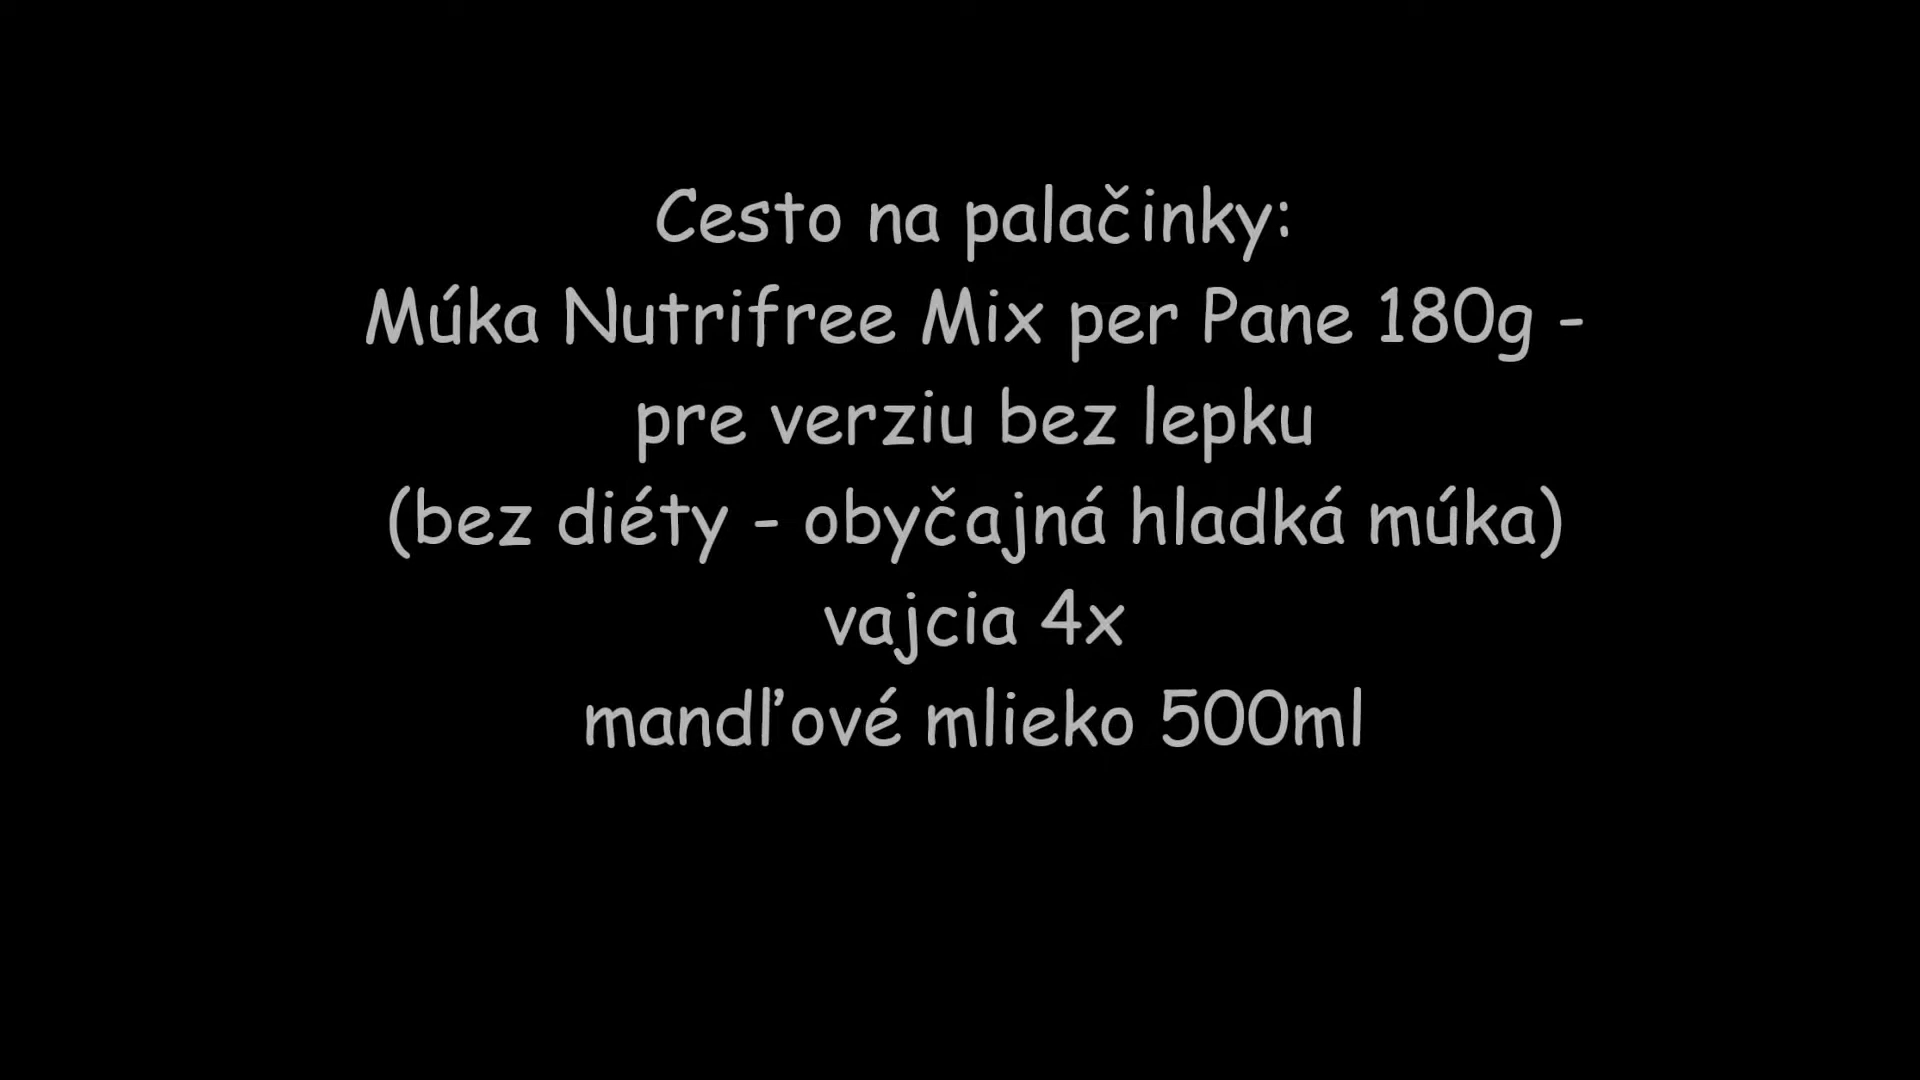 Cesto na palačinky:
Múka Nutrifree Mix per Pane 180g -
pre verziu bez lepku
(bez diéty - obyčajná hladká múka)
vajcia 4x
mandľové mlieko 500ml